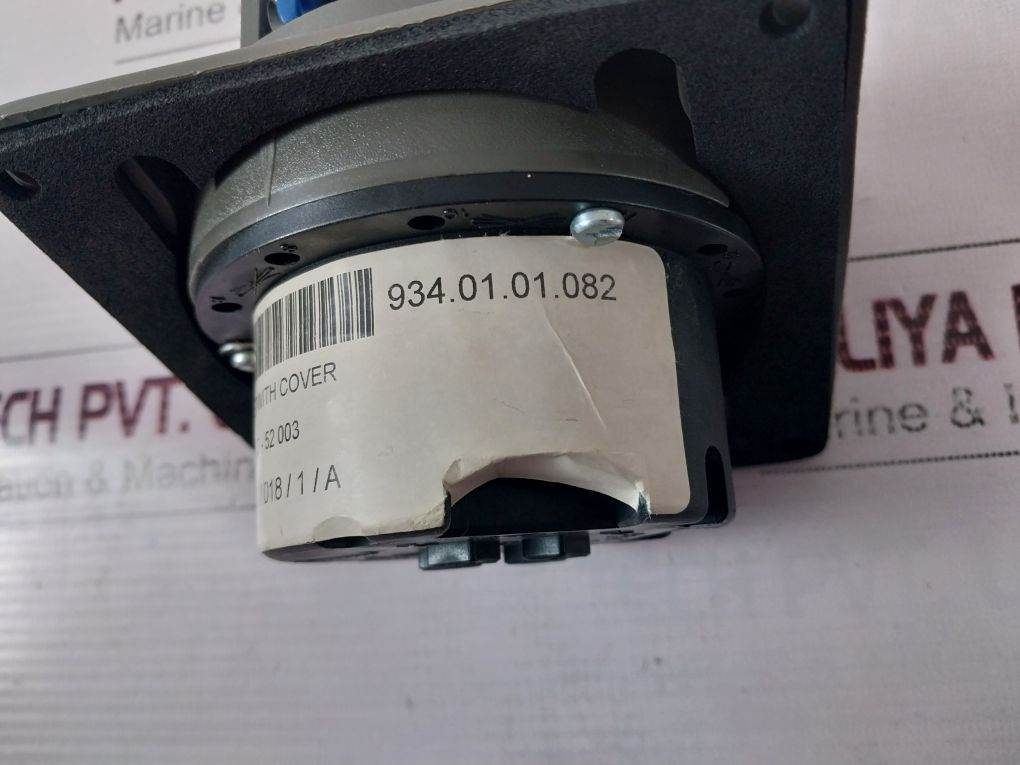 Marine
934.01.01.082
WITH COVER
52 003
018 / 1 / A
CH PVT.
LIYA
rine & I
& Machin